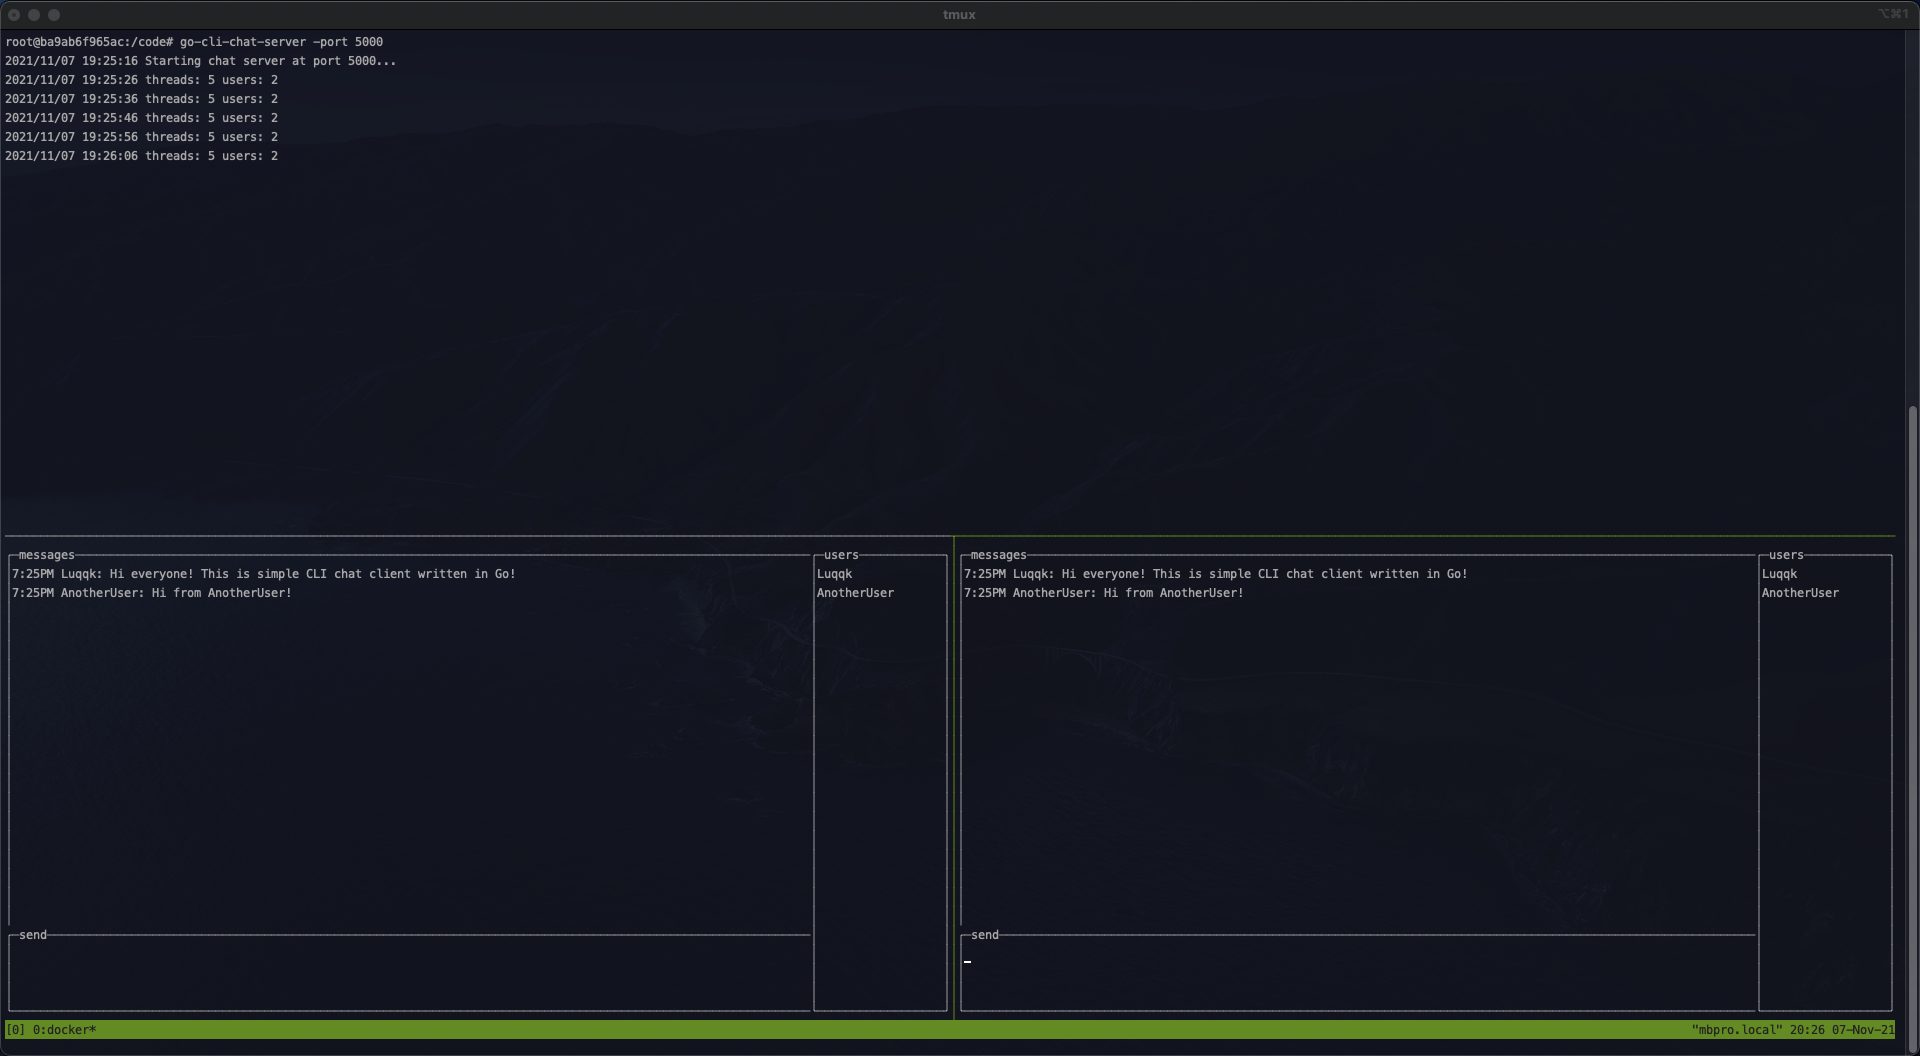 tmux
⌥⌘1
root@ba9ab6f965ac:/code# go-cli-chat-server -port 5000
2021/11/07 19:25:16 Starting chat server at port 5000...
2021/11/07 19:25:26 threads: 5 users: 2
2021/11/07 19:25:36 threads: 5 users: 2
2021/11/07 19:25:46 threads: 5 users: 2
2021/11/07 19:25:56 threads: 5 users: 2
2021/11/07 19:26:06 threads: 5 users: 2
messages
7:25PM Luqqk: Hi everyone! This is simple CLI chat client written in Go!
7:25PM AnotherUser: Hi from AnotherUser!
users
Luqqk
AnotherUser
send
messages
7:25PM Luqqk: Hi everyone! This is simple CLI chat client written in Go!
7:25PM AnotherUser: Hi from AnotherUser!
users
Luqqk
AnotherUser
send
[0] 0:docker*
"mbpro.local" 20:26 07-Nov-21